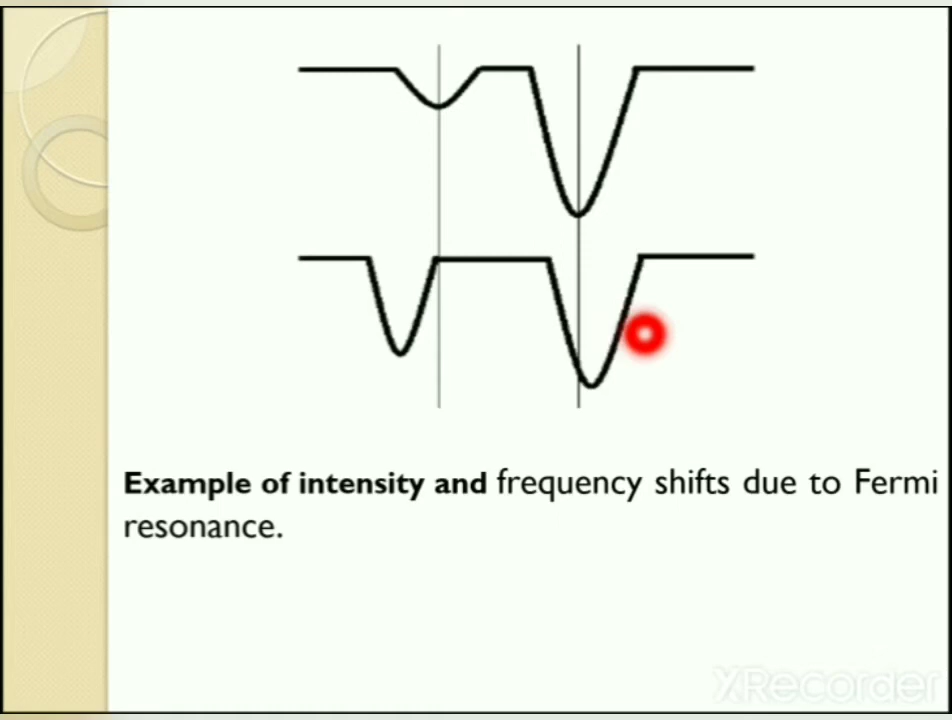 Example of intensity and frequency shifts due to Fermi
resonance.
XRecorder